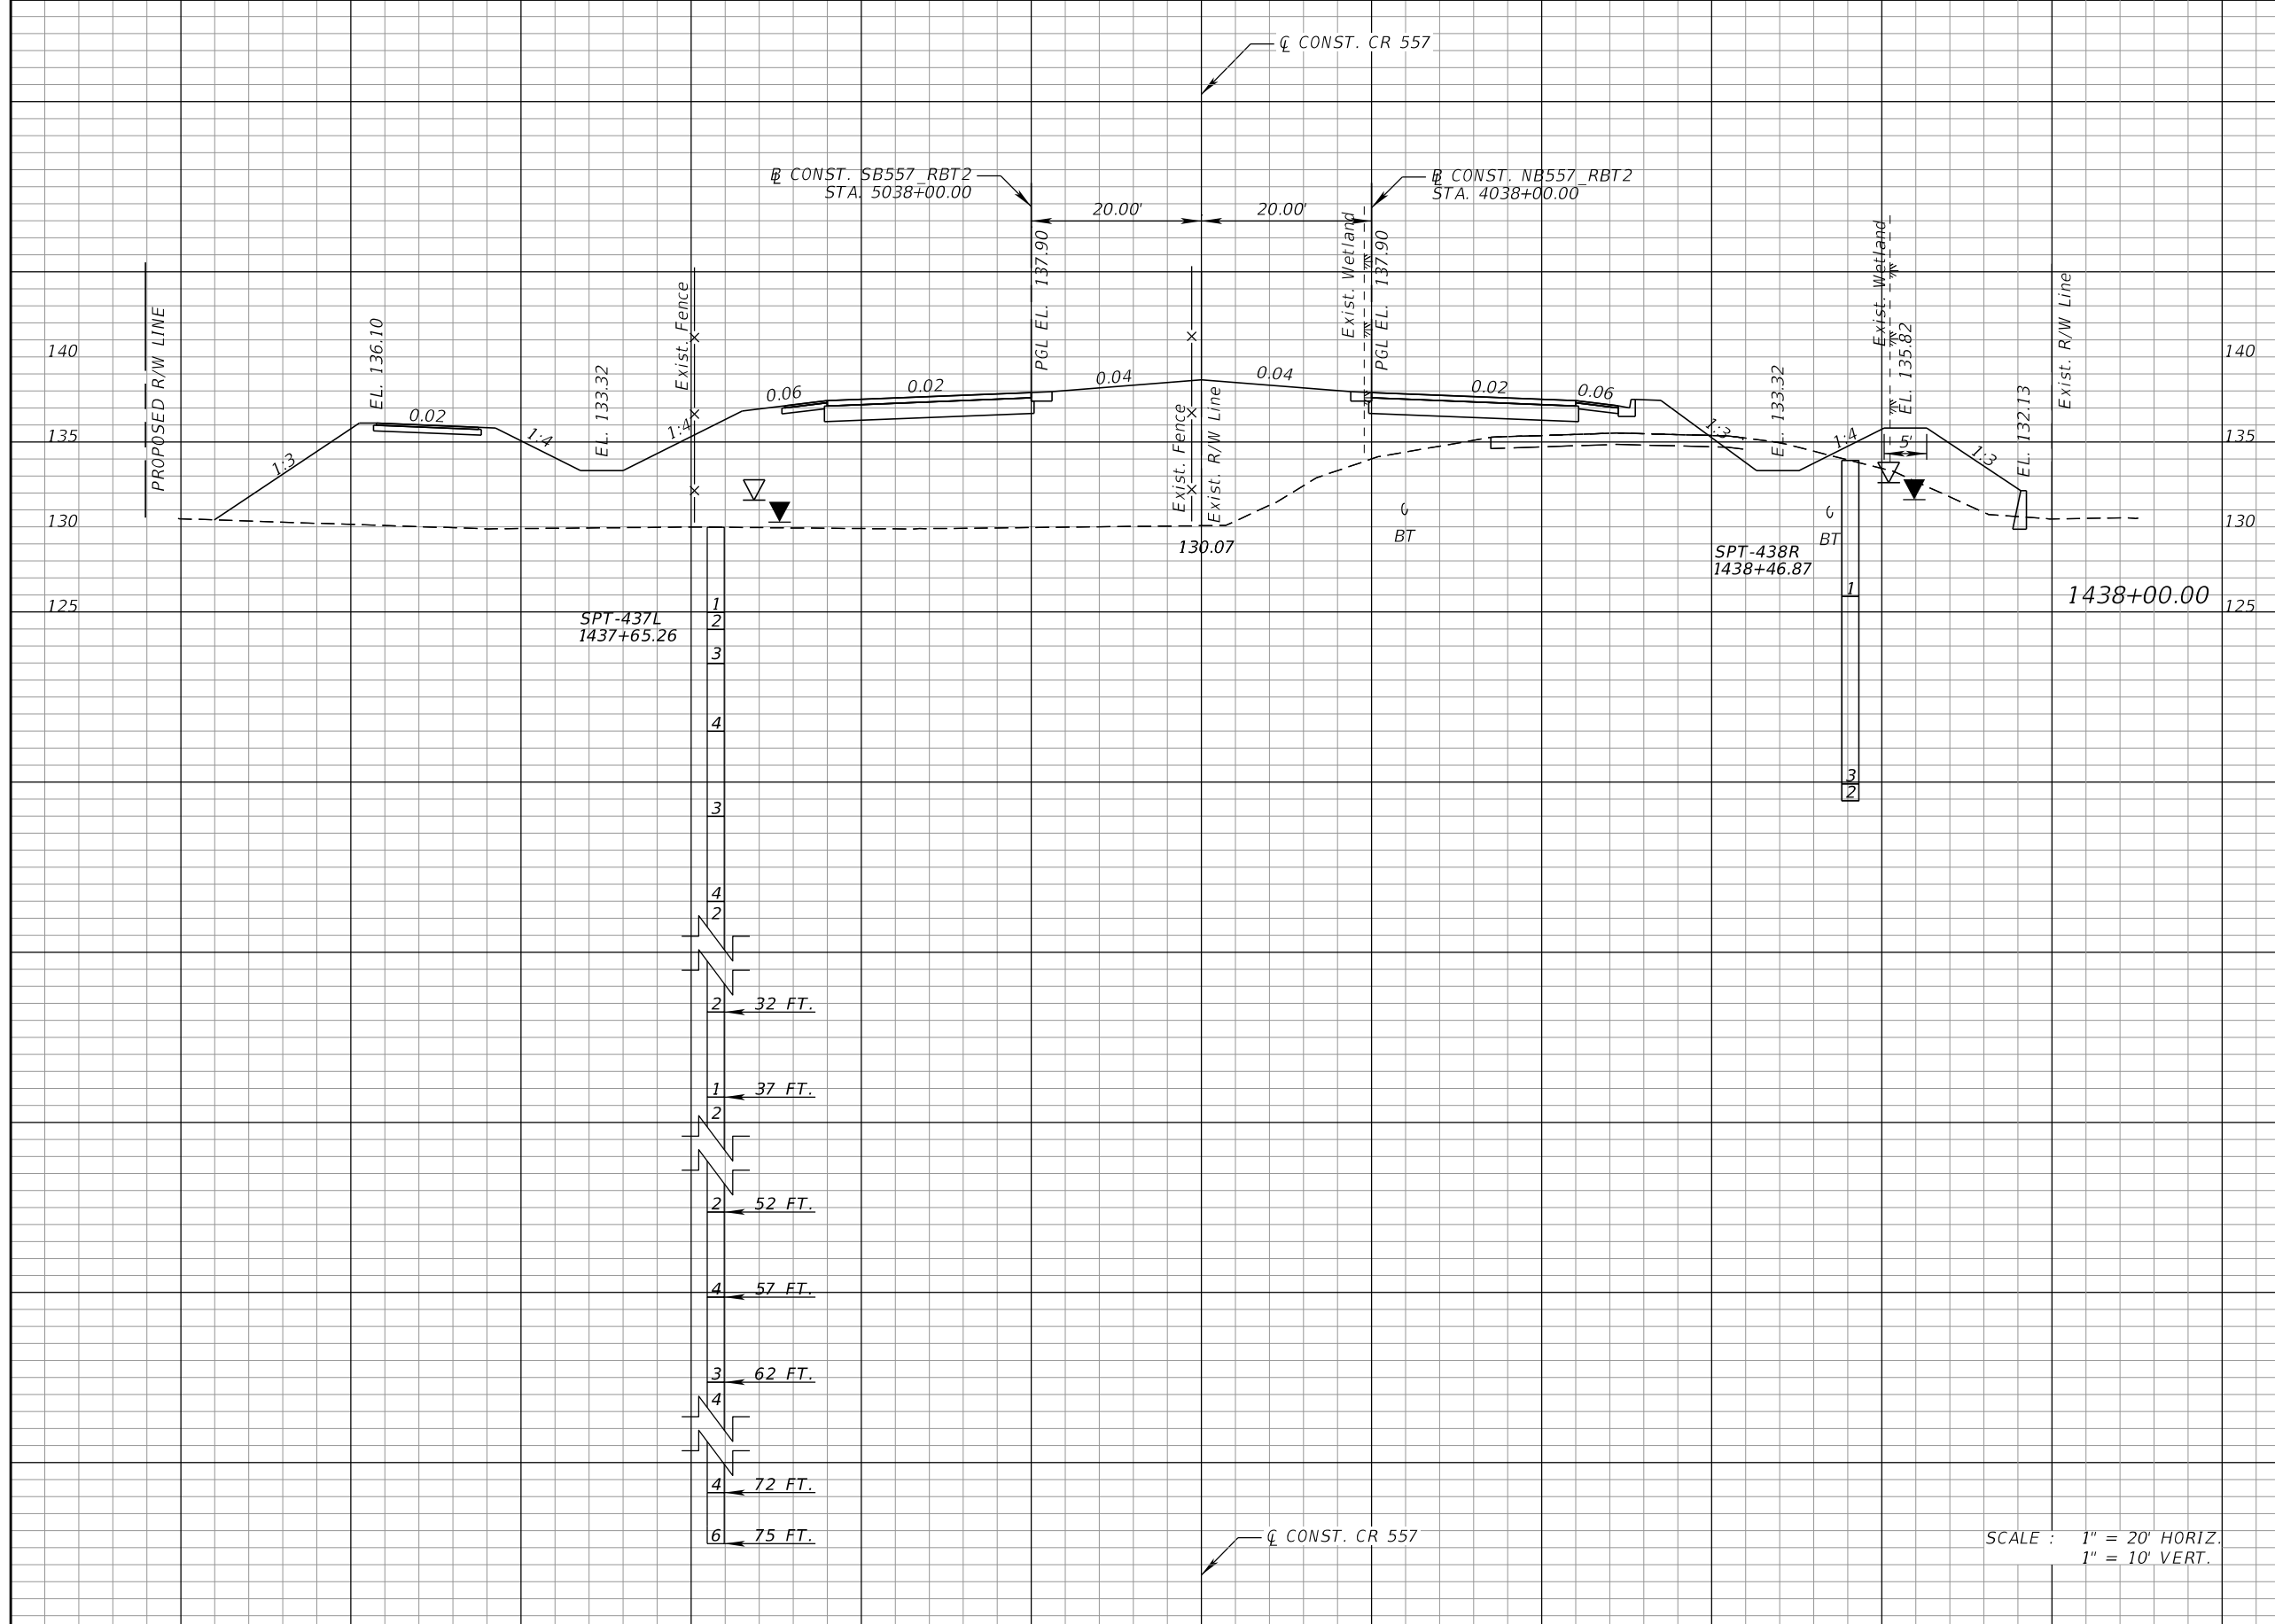 ℄ CONST. CR 557
℄ CONST. SB557_RBT2
STA. 5038+00.00
℄ CONST. NB557_RBT2
STA. 4038+00.00
20.00'
20.00'
PROPOSED R/W LINE
EL. 136.10
EL. 133.32
Exist. Fence
PGL EL. 137.90
Exist. Fence
Exist. R/W Line
Exist. Wetland
PGL EL. 137.90
EL. 133.32
Exist. Wetland
EL. 135.82
EL. 132.13
Exist. R/W Line
140
140
135
135
130
130
125
125
1:3
0.02
1:4
1:4
0.06
0.02
0.04
0.04
0.02
0.06
1:3
1:4
5'
1:3
130.07
BT
BT
SPT-438R
1438+46.87
1
3
2
1438+00.00
SPT-437L
1437+65.26
1
2
3
4
3
4
2
2 32 FT.
1 37 FT.
2
2 52 FT.
4 57 FT.
3 62 FT.
4
4 72 FT.
6 75 FT.
℄ CONST. CR 557
SCALE : 1" = 20' HORIZ.
1" = 10' VERT.